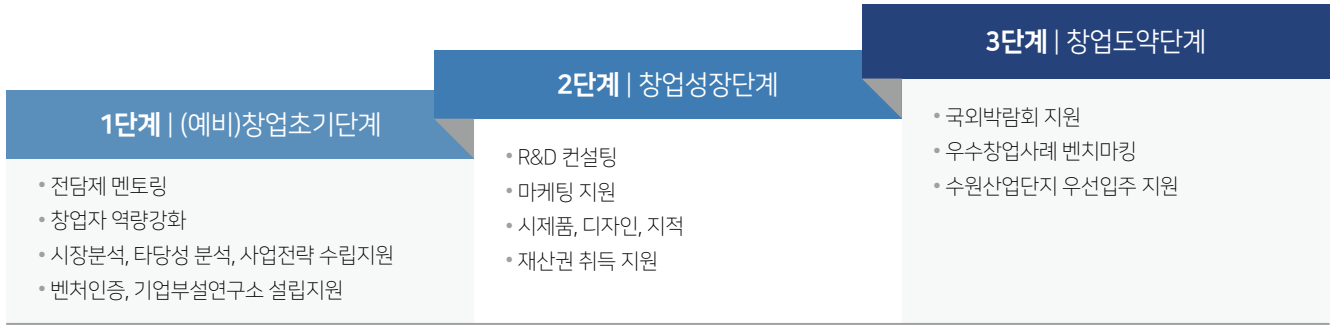 1단계 | (예비)창업초기단계
• 전담제 멘토링
• 창업자 역량강화
• 시장분석, 타당성 분석, 사업전략 수립지원
• 벤처인증, 기업부설연구소 설립지원
2단계 | 창업성장단계
• R&D 컨설팅
• 마케팅 지원
• 시제품, 디자인, 지적
• 재산권 취득 지원
3단계 | 창업도약단계
• 국외박람회 지원
• 우수창업사례 벤치마킹
• 수원산업단지 우선입주 지원